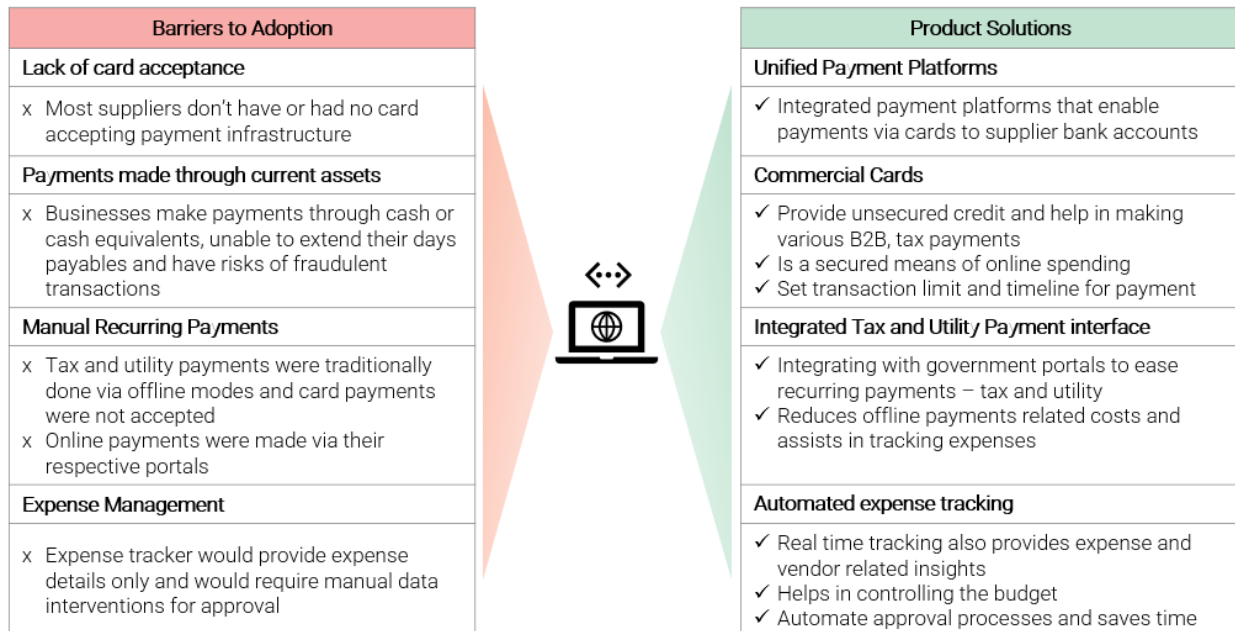 Barriers to Adoption
Lack of card acceptance
x Most suppliers don’t have or had no card
accepting payment infrastructure
Payments made through current assets
x Businesses make payments through cash or
cash equivalents, unable to extend their days
payables and have risks of fraudulent
transactions
Manual Recurring Payments
x Tax and utility payments were traditionally
done via offline modes and card payments
were not accepted
x Online payments were made via their
respective portals
Expense Management
x Expense tracker would provide expense
details only and would require manual data
interventions for approval
Product Solutions
Unified Payment Platforms
✓ Integrated payment platforms that enable
payments via cards to supplier bank accounts
Commercial Cards
✓ Provide unsecured credit and help in making
various B2B, tax payments
✓ Is a secured means of online spending
✓ Set transaction limit and timeline for payment
Integrated Tax and Utility Payment interface
✓ Integrating with government portals to ease
recurring payments – tax and utility
✓ Reduces offline payments related costs and
assists in tracking expenses
Automated expense tracking
✓ Real time tracking also provides expense and
vendor related insights
✓ Helps in controlling the budget
✓ Automate approval processes and saves time